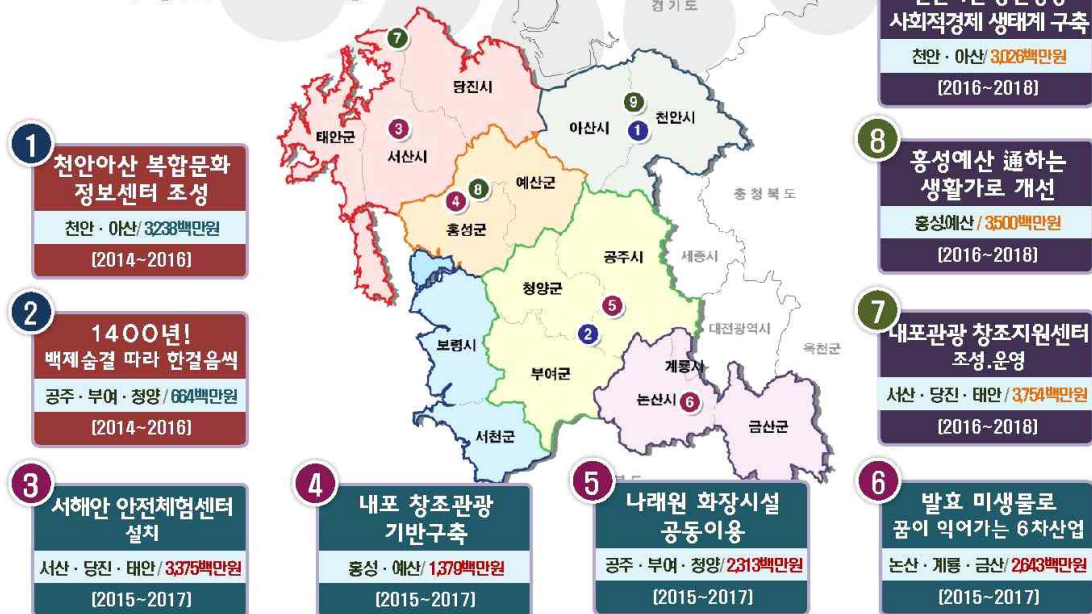 경기도
사회적경제 생태계 구축
천안 · 아산/ 3,026백만원
(2016~2018)
7
당진시
태안군
3
서산시
9
아산시
1
천안시
예산군
4
8
홍성군
충청북도
공주시
세종시
청양군
5
2
대전광역시
옥천군
보령시
부여군
계룡시
논산시
6
서천군
금산군
1
천안아산 복합문화
정보센터 조성
천안 · 아산/ 3,238백만원
(2014~2016)
2
1400년!
백제숨결 따라 한걸음씩
공주 · 부여 · 청양/ 664백만원
(2014~2016)
8
홍성예산 通하는
생활가로 개선
홍성.예산 / 3,500백만원
(2016~2018)
7
내포관광 창조지원센터
조성.운영
서산 · 당진 · 태안/ 3,754백만원
(2016~2018)
3
서해안 안전체험센터
설치
서산 · 당진 · 태안/ 3,375백만원
(2015~2017)
4
내포 창조관광
기반구축
홍성 · 예산/ 1,379백만원
(2015~2017)
5
나래원 화장시설
공동이용
공주 · 부여 · 청양/ 2,313백만원
(2015~2017)
6
발효 미생물로
꿈이 익어가는 6차산업
논산 · 계룡 · 금산/ 2,643백만원
(2015~2017)